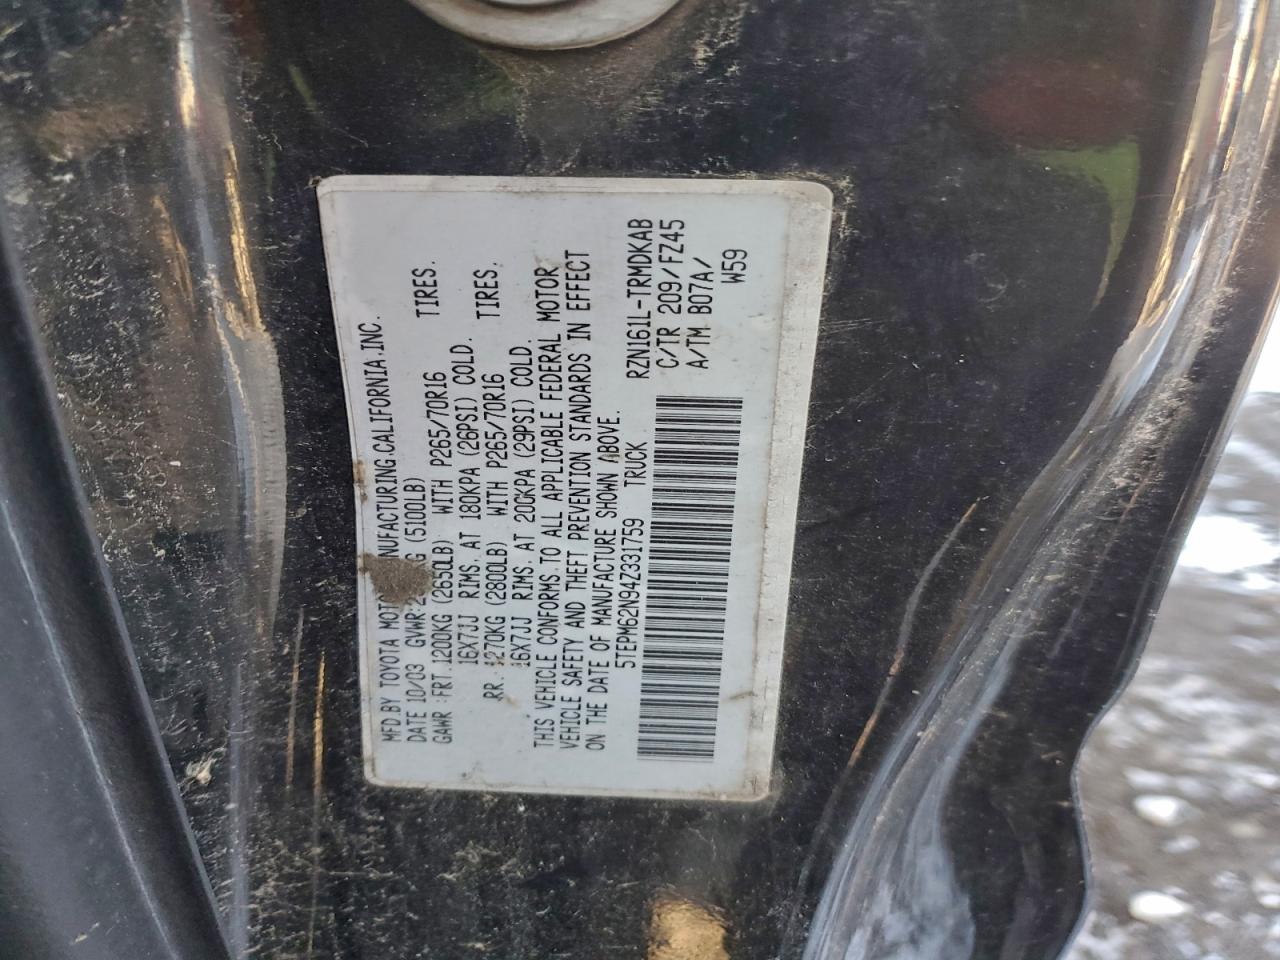 MFD BY TOYOTA MOTOR MANUFACTURING,CALIFORNIA,INC.
DATE 10/03 GVWR: KG (5100LB)
GAWR :FRT.1200KG (2650LB) WITH P265/70R16 TIRES.
16X7JJ RIMS. AT 180KPA (26PSI) COLD.
RR.:1270KG (2800LB) WITH P265/70R16 TIRES.
16X7JJ RIMS. AT 200KPA (29PSI) COLD.
THIS VEHICLE CONFORMS TO ALL APPLICABLE FEDERAL MOTOR
VEHICLE SAFETY AND THEFT PREVENTION STANDARDS IN EFFECT
ON THE DATE OF MANUFACTURE SHOWN ABOVE.
5TEPM62N94Z331759 TRUCK
RZN161L-TRMDKAB
C/TR 209/FZ45
A/TM B07A/
W59